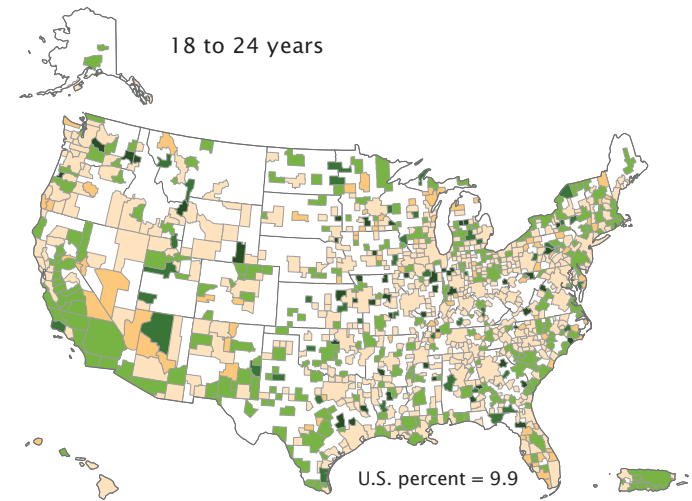 18 to 24 years
U.S. percent = 9.9